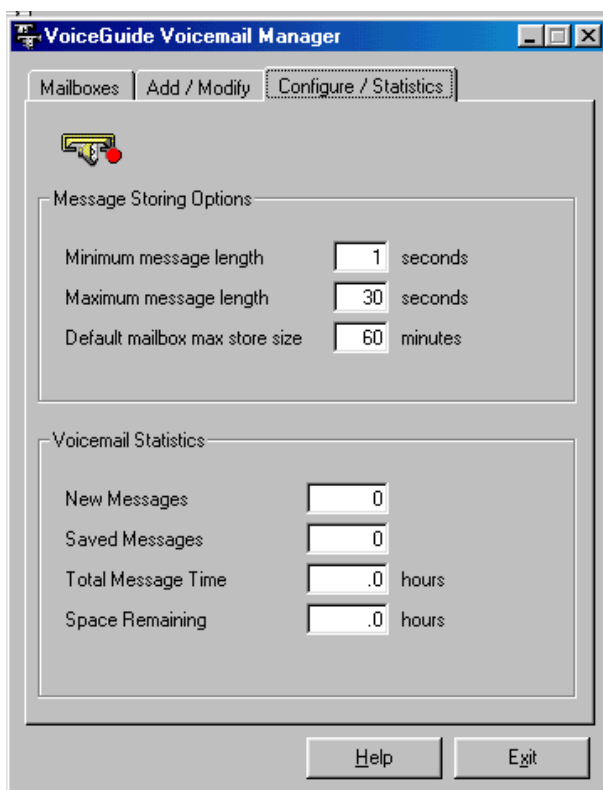 VoiceGuide Voicemail Manager
Mailboxes Add / Modify Configure / Statistics
Message Storing Options
Minimum message length 1 seconds
Maximum message length 30 seconds
Default mailbox max store size 60 minutes
Voicemail Statistics
New Messages 0
Saved Messages 0
Total Message Time .0 hours
Space Remaining .0 hours
Help Exit